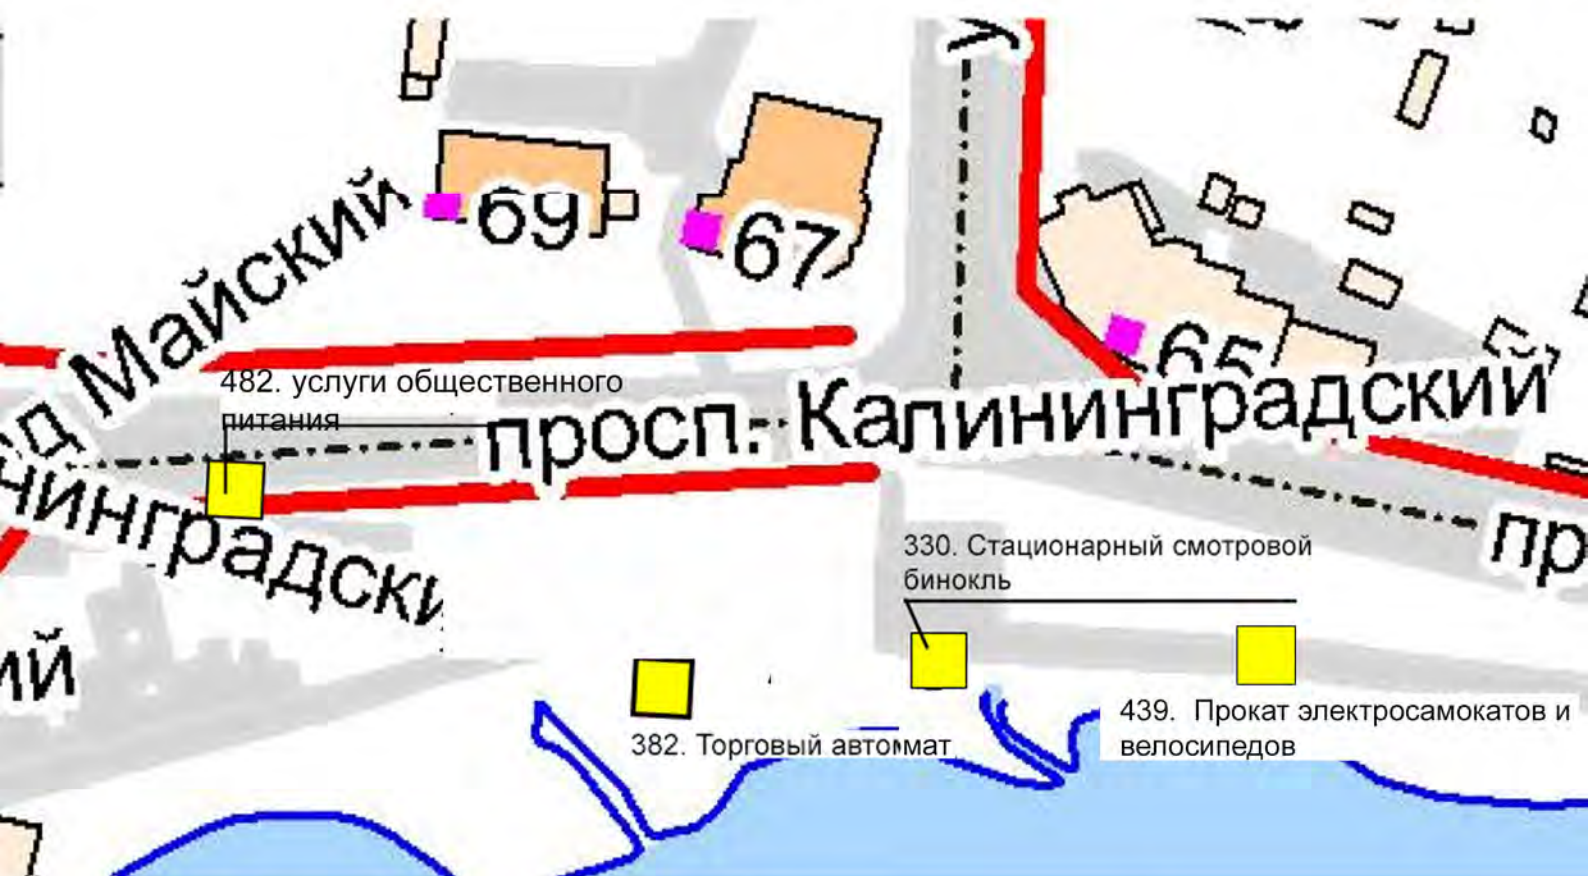 у
69
67
65
д Майский
482. услуги общественного
питания
просп. Калининградский
нинградски
330. Стационарный смотровой
бинокль
пр
ий
382. Торговый автомат
439. Прокат электросамокатов и
велосипедов